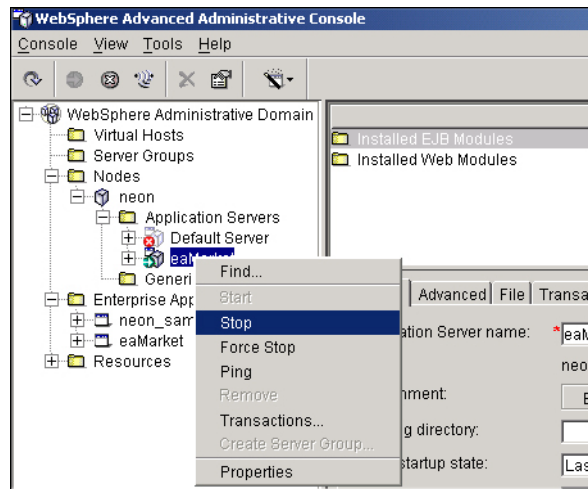 WebSphere Advanced Administrative Console
Console View Tools Help
WebSphere Administrative Domain
Virtual Hosts
Server Groups
Nodes
neon
Application Servers
Default Server
Generi
Enterprise App
neon_sam
eaMarket
Resources
Installed EJB Modules
Installed Web Modules
Find...
Start
Stop
Force Stop
Ping
Remove
Transactions...
Create Server Group...
Properties
Advanced File Transa
ation Server name: *eaM
neo
nment: E
g directory:
startup state: Las